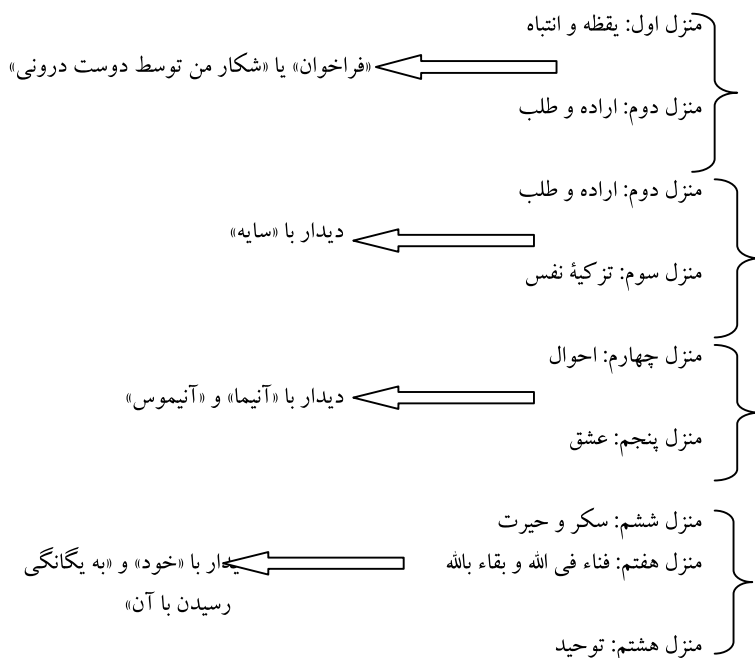 منزل اول: یقظه و انتباه
«فراخوان» یا «شکار من توسط دوست درونی»
منزل دوم: اراده و طلب
منزل دوم: اراده و طلب
دیدار با «سایه»
منزل سوم: تزکیۀ نفس
منزل چهارم: احوال
دیدار با «آنیما» و «آنیموس»
منزل پنجم: عشق
منزل ششم: سکر و حیرت
منزل هفتم: فناء فی الله و بقاء بالله
دیدار با «خود» و «به یگانگی
رسیدن با آن»
منزل هشتم: توحید